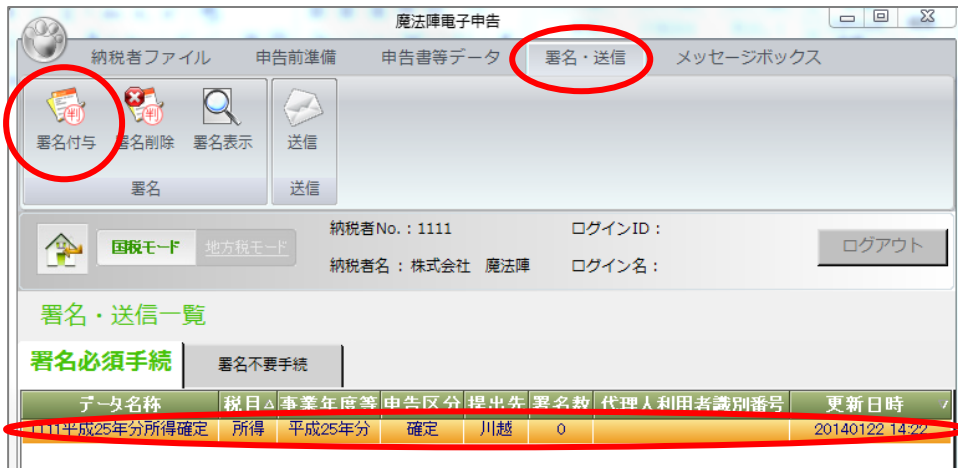 魔法陣電子申告
納税者ファイル 申告前準備 申告書等データ 署名・送信 メッセージボックス
署名付与 署名削除 署名表示 送信
署名 送信
納税者No.：1111 ログインID：
国税モード 地方税モード ログアウト
納税者名：株式会社 魔法陣 ログイン名：
署名・送信一覧
署名必須手続 署名不要手続
データ名称 税目△ 事業年度等 申告区分 提出先 署名数 代理人利用者識別番号 更新日時
1111平成25年分所得確定 所得 平成25年分 確定 川越 0 20140122 14:22